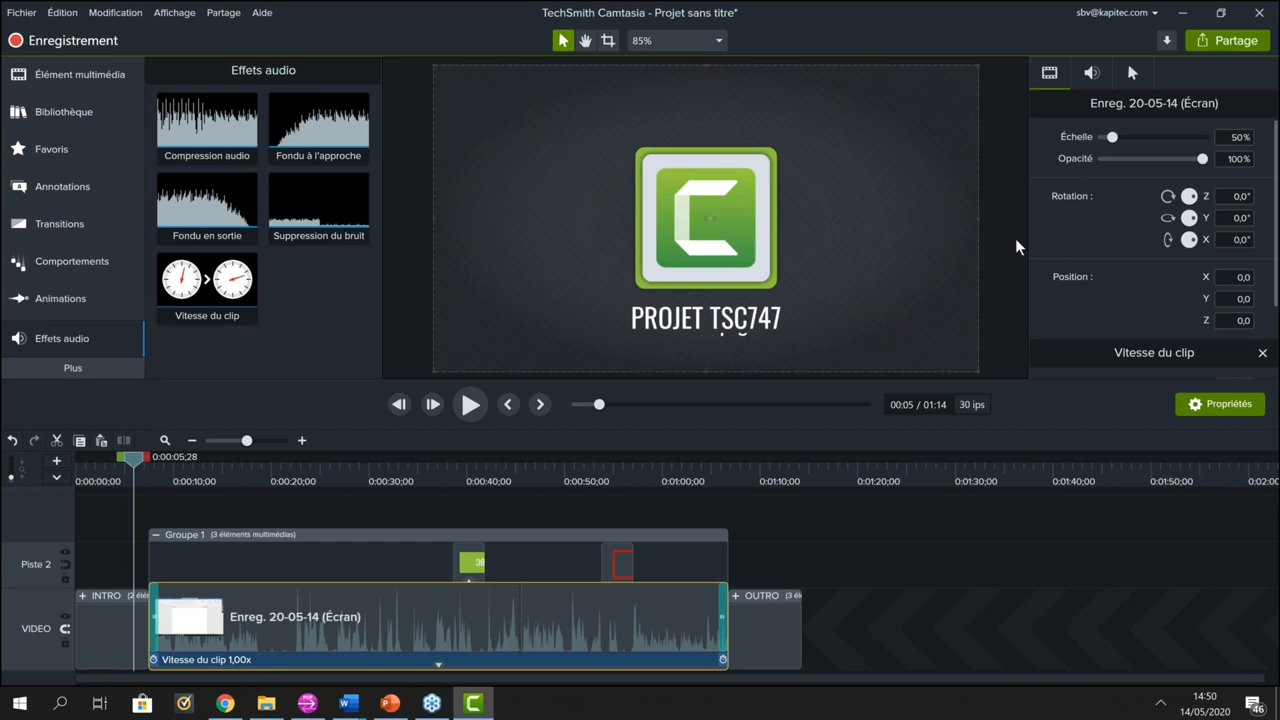 Fichier Édition Modification Affichage Partage Aide
TechSmith Camtasia - Projet sans titre*
sbv@kapitec.com
Enregistrement
85%
Partage
Élément multimédia
Bibliothèque
Favoris
Annotations
Transitions
Comportements
Animations
Effets audio
Plus
Effets audio
Compression audio
Fondu à l'approche
Fondu en sortie
Suppression du bruit
Vitesse du clip
PROJET TSC747
Enreg. 20-05-14 (Écran)
Échelle 50%
Opacité 100%
Rotation : Z 0,0°
Y 0,0°
X 0,0°
Position : X 0,0
Y 0,0
Z 0,0
Vitesse du clip
00:05 / 01:14 30 ips
Propriétés
0:00:05;28
0:00:00;00 0:00:10;00 0:00:20;00 0:00:30;00 0:00:40;00 0:00:50;00 0:01:00;00 0:01:10;00 0:01:20;00 0:01:30;00 0:01:40;00 0:01:50;00 0:02:0
Groupe 1 (3 éléments multimédias)
Piste 2
INTRO
OUTRO
VIDEO
Enreg. 20-05-14 (Écran)
Vitesse du clip 1,00x
14:50
14/05/2020
46